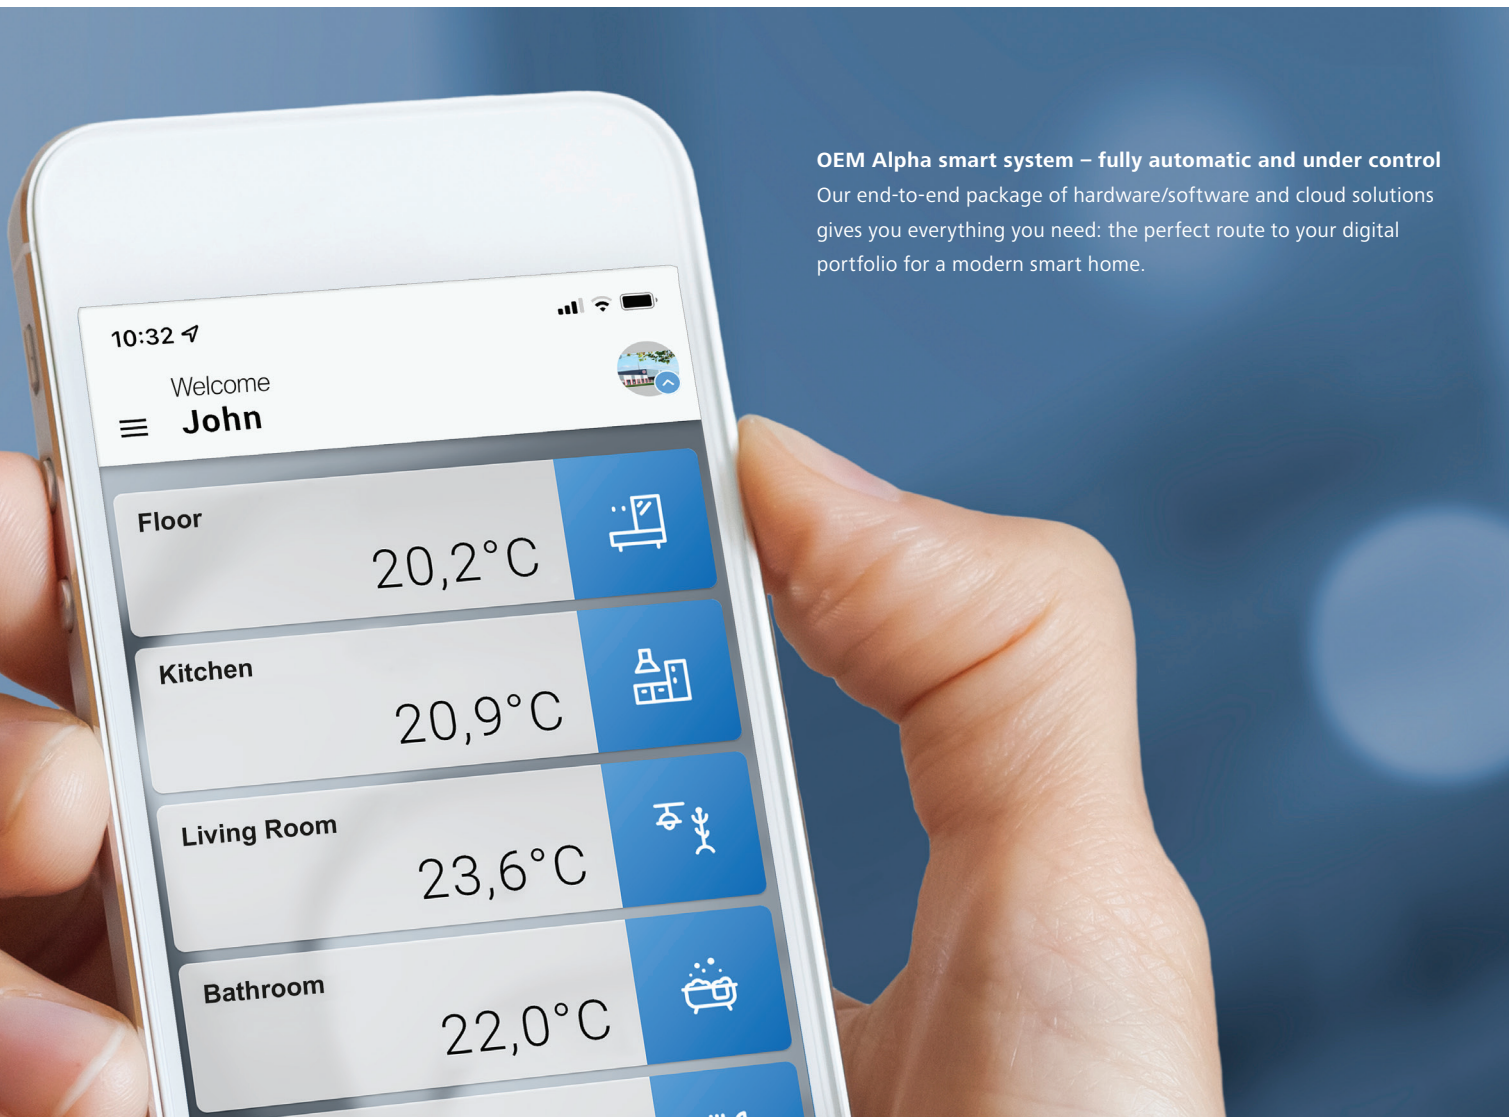 OEM Alpha smart system – fully automatic and under control
Our end-to-end package of hardware/software and cloud solutions
gives you everything you need: the perfect route to your digital
portfolio for a modern smart home.
10:32
Welcome
John
Floor
20,2°C
Kitchen
20,9°C
Living Room
23,6°C
Bathroom
22,0°C